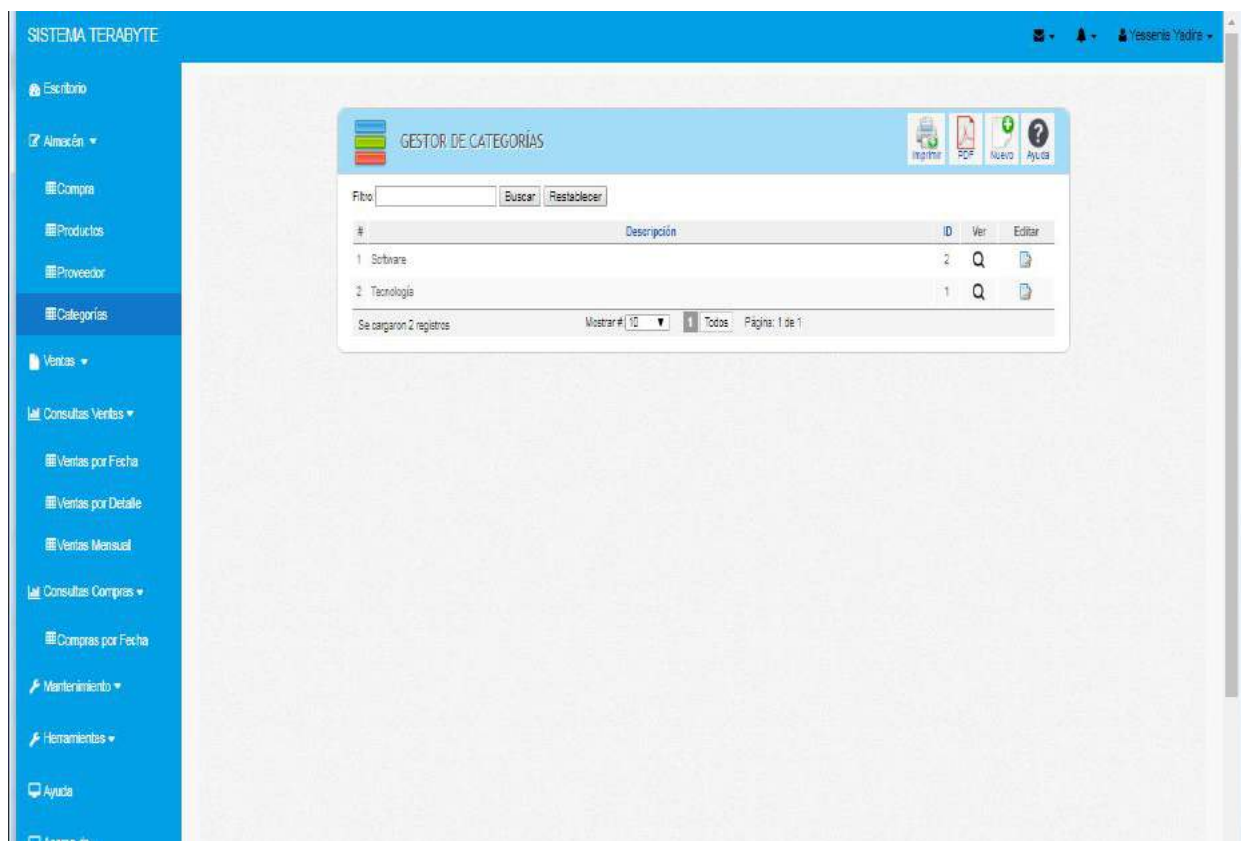 SISTEMA TERABYTE
Yessenia Yadira
Escritorio
Almacén
Compra
Productos
Proveedor
Categorías
Ventas
Consultas Ventas
Ventas por Fecha
Ventas por Detalle
Ventas Mensual
Consultas Compras
Compras por Fecha
Mantenimiento
Herramientas
Ayuda
GESTOR DE CATEGORÍAS
Imprimir PDF Nuevo Ayuda
Filtro: Buscar Restablecer
# Descripción ID Ver Editar
1 Software 2
2 Tecnología 1
Se cargaron 2 registros Mostrar # 10 1 Todos Página: 1 de 1